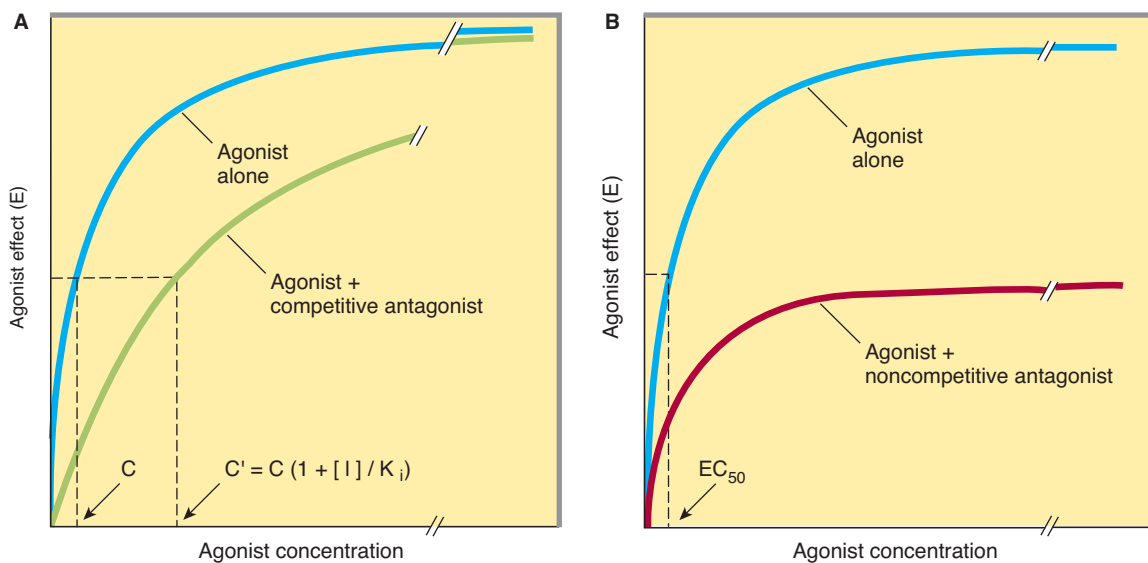 A
Agonist effect (E)
Agonist
alone
Agonist +
competitive antagonist
C
C' = C (1 + [ I ] / K i)
Agonist concentration
B
Agonist effect (E)
Agonist
alone
Agonist +
noncompetitive antagonist
EC50
Agonist concentration